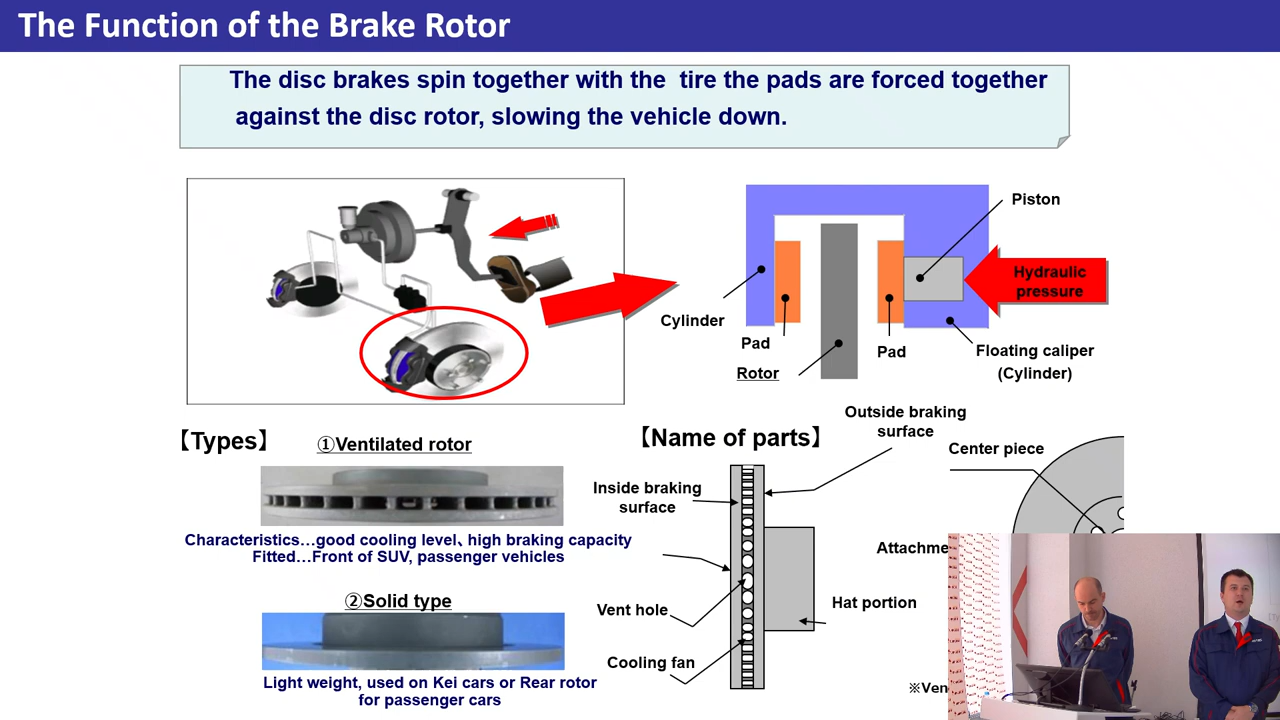 The Function of the Brake Rotor
The disc brakes spin together with the tire the pads are forced together
against the disc rotor, slowing the vehicle down.
Piston
Hydraulic
pressure
Cylinder
Pad
Rotor
Pad
Floating caliper
(Cylinder)
【Types】
①Ventilated rotor
Characteristics…good cooling level、high braking capacity
Fitted…Front of SUV, passenger vehicles
②Solid type
Light weight, used on Kei cars or Rear rotor
for passenger cars
【Name of parts】
Outside braking
surface
Center piece
Inside braking
surface
Attachme
Vent hole
Hat portion
Cooling fan
※Ven